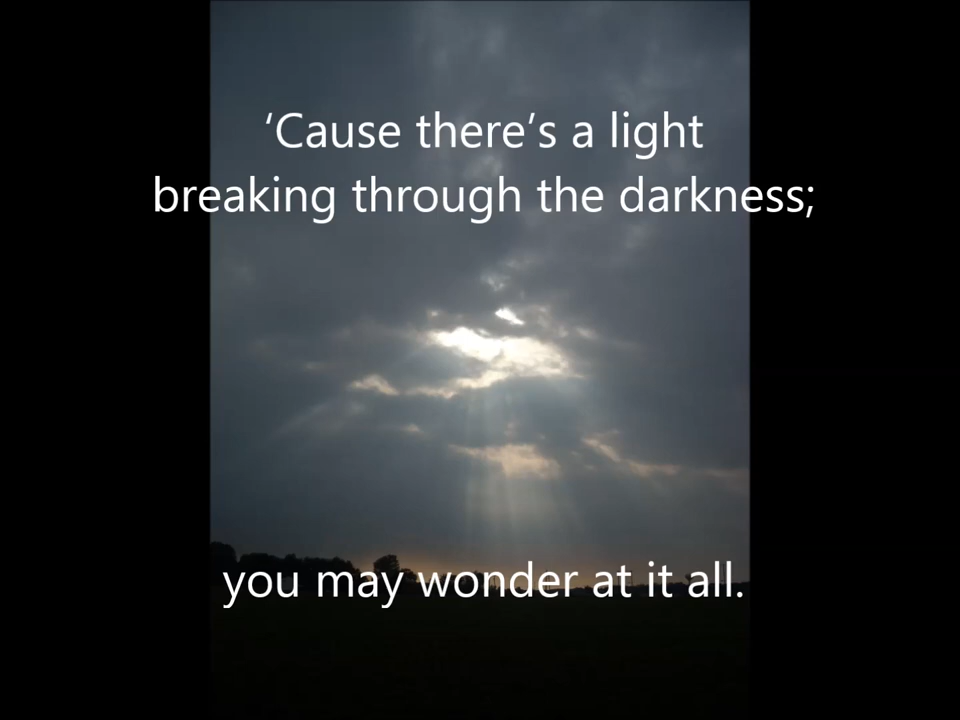 ‘Cause there’s a light
breaking through the darkness;
you may wonder at it all.